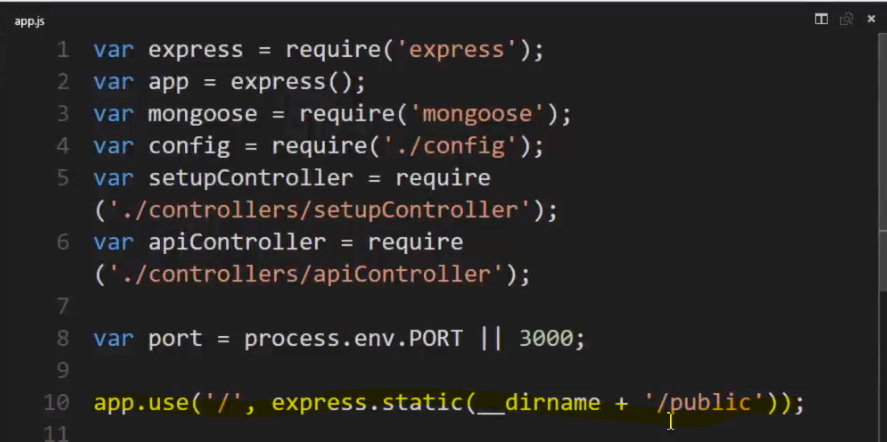 app.js
1 var express = require('express');
2 var app = express();
3 var mongoose = require('mongoose');
4 var config = require('./config');
5 var setupController = require
('./controllers/setupController');
6 var apiController = require
('./controllers/apiController');
7
8 var port = process.env.PORT || 3000;
9
10 app.use('/', express.static(__dirname + '/public'));
11